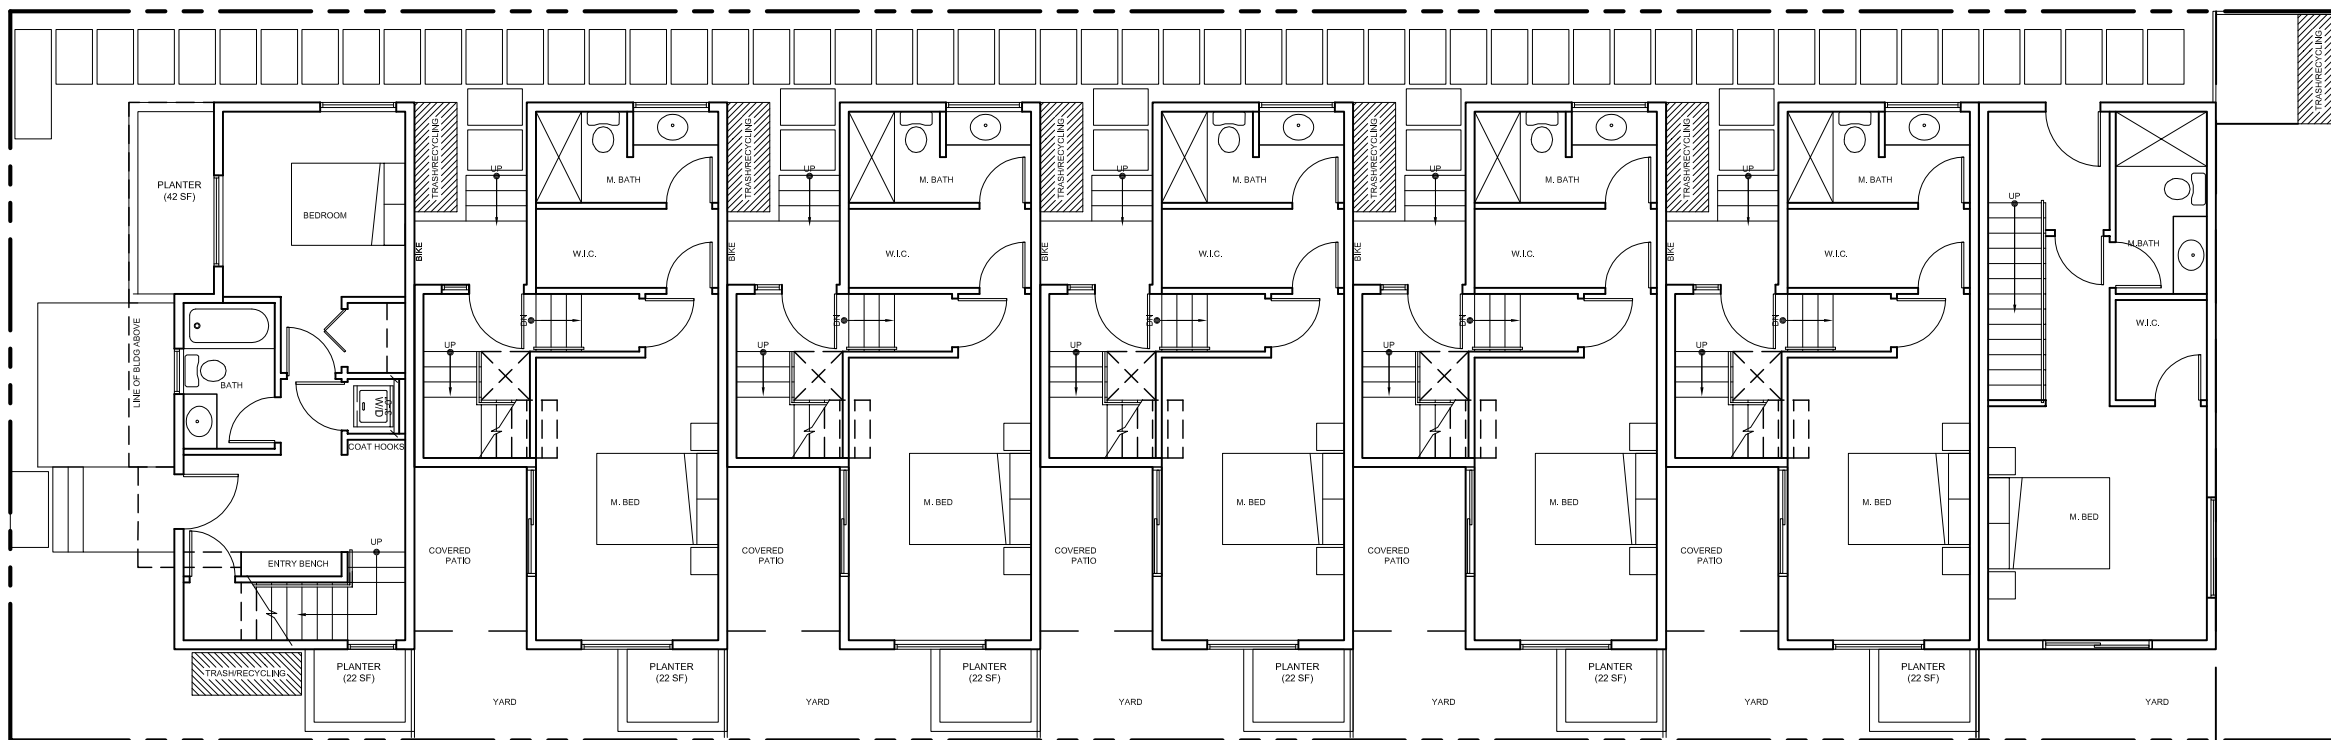 TRASH/RECYCLING
PLANTER
(42 SF)
BEDROOM
LINE OF BLDG ABOVE
BATH
W/D
3'-0"
COAT HOOKS
UP
ENTRY BENCH
TRASH/RECYCLING
PLANTER
(22 SF)
TRASH/RECYCLING
UP
M. BATH
BIKE
W.I.C.
DN
UP
M. BED
COVERED
PATIO
YARD
PLANTER
(22 SF)
TRASH/RECYCLING
UP
M. BATH
BIKE
W.I.C.
DN
UP
M. BED
COVERED
PATIO
YARD
PLANTER
(22 SF)
TRASH/RECYCLING
UP
M. BATH
BIKE
W.I.C.
DN
UP
M. BED
COVERED
PATIO
YARD
PLANTER
(22 SF)
TRASH/RECYCLING
UP
M. BATH
BIKE
W.I.C.
DN
UP
M. BED
COVERED
PATIO
YARD
PLANTER
(22 SF)
TRASH/RECYCLING
UP
M. BATH
BIKE
W.I.C.
DN
UP
M. BED
COVERED
PATIO
YARD
PLANTER
(22 SF)
UP
M.BATH
W.I.C.
M. BED
YARD